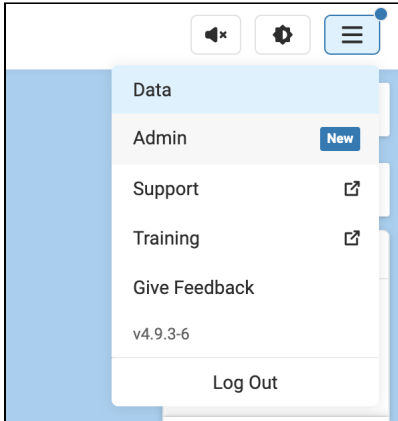 Data
Admin New
Support
Training
Give Feedback
v4.9.3-6
Log Out